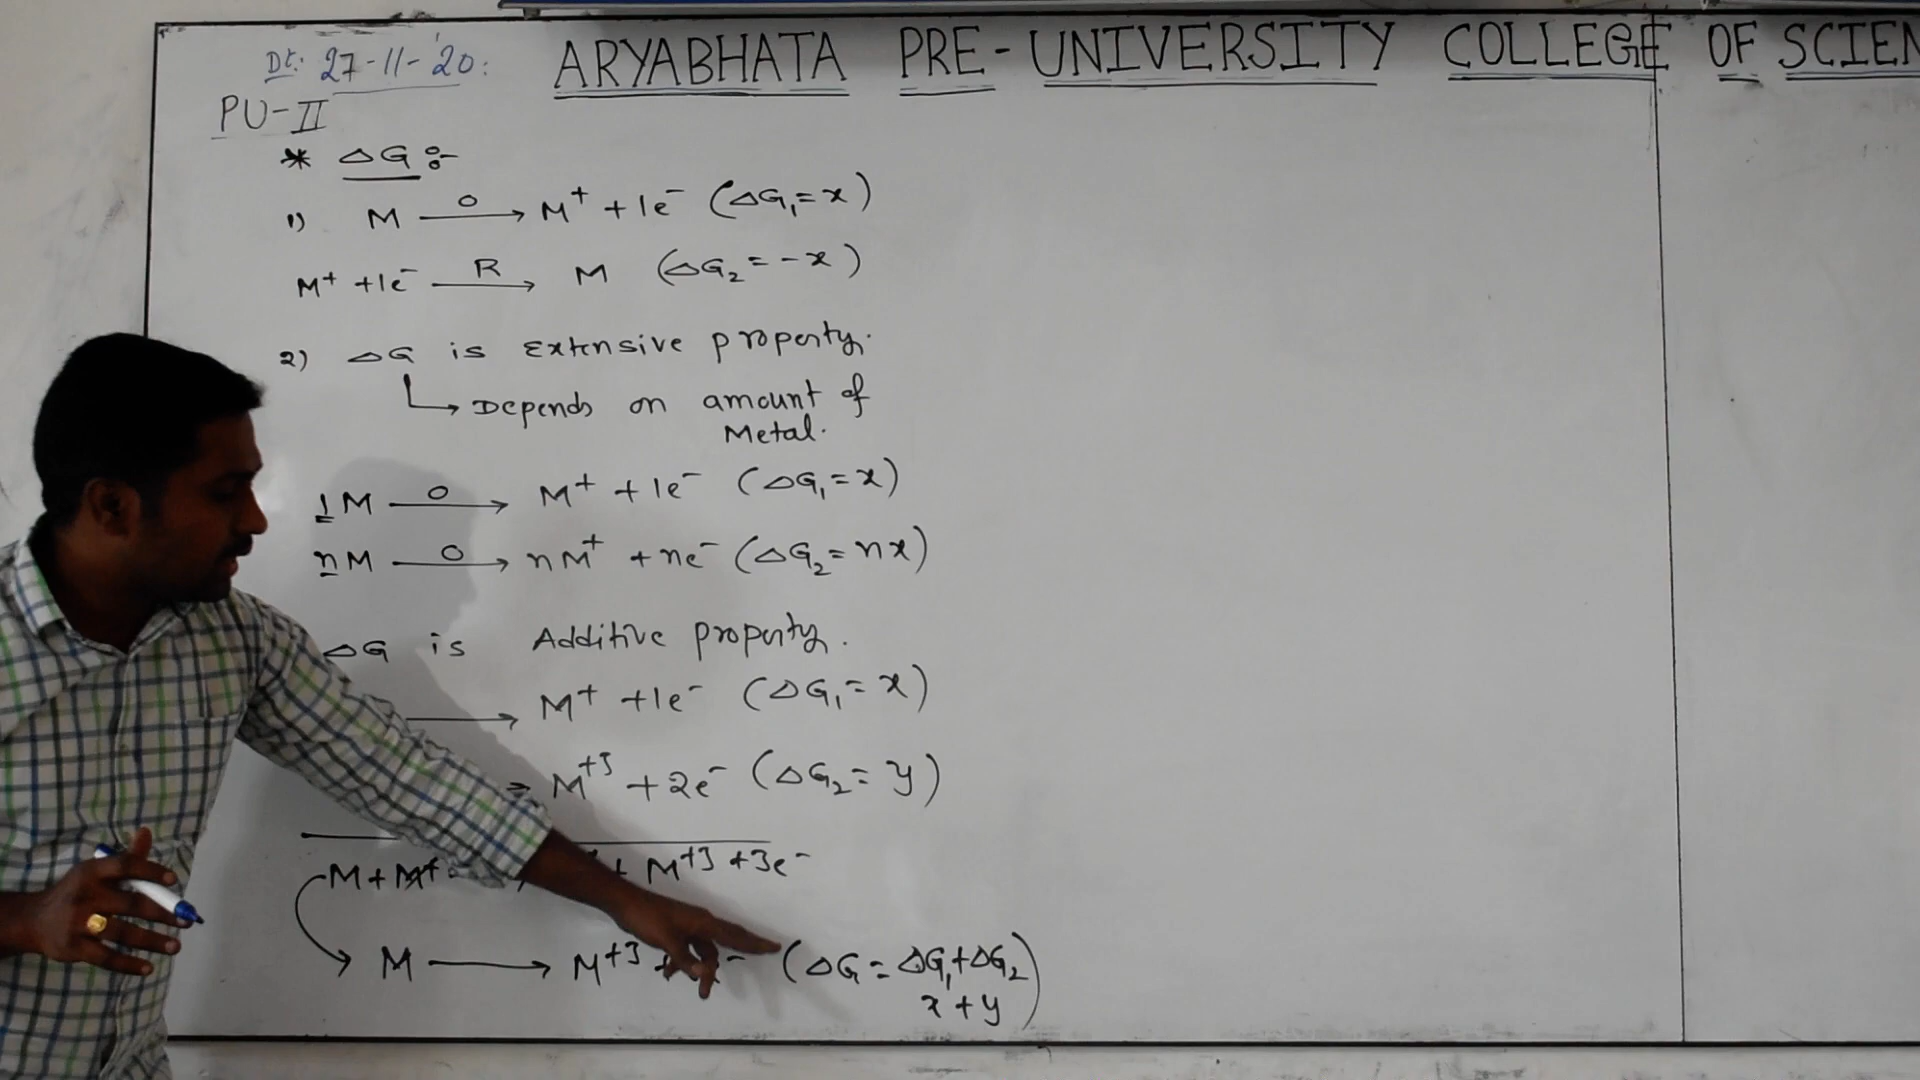 Dt: 27-11-'20: ARYABHATA PRE-UNIVERSITY COLLEGE OF SCIEN
PU-II
* ΔG :-
1) M —O→ M⁺ + 1e⁻ (ΔG₁ = x)
M⁺ + 1e⁻ —R→ M (ΔG₂ = -x)
2) ΔG is Extensive property.
↳ Depends on amount of
Metal.
1M —O→ M⁺ + 1e⁻ (ΔG₁ = x)
nM —O→ nM⁺ + ne⁻ (ΔG₂ = nx)
ΔG is Additive property.
→ M⁺ + 1e⁻ (ΔG₁ = x)
→ M⁺³ + 2e⁻ (ΔG₂ = y)
M + M⁺ + M⁺³ + 3e⁻
M → M⁺³ + e⁻ (ΔG = ΔG₁ + ΔG₂)
x + y